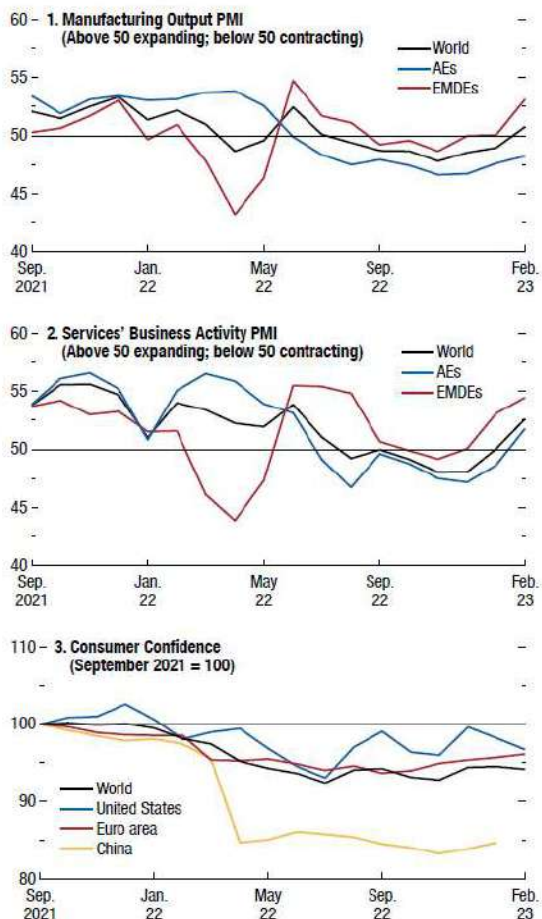 1. Manufacturing Output PMI
(Above 50 expanding; below 50 contracting)
World
AEs
EMDEs
60
55
50
45
40
Sep.
2021
Jan.
22
May
22
Sep.
22
Feb.
23
2. Services' Business Activity PMI
(Above 50 expanding; below 50 contracting)
World
AEs
EMDEs
60
55
50
45
40
Sep.
2021
Jan.
22
May
22
Sep.
22
Feb.
23
3. Consumer Confidence
(September 2021 = 100)
110
100
90
80
World
United States
Euro area
China
Sep.
2021
Jan.
22
May
22
Sep.
22
Feb.
23